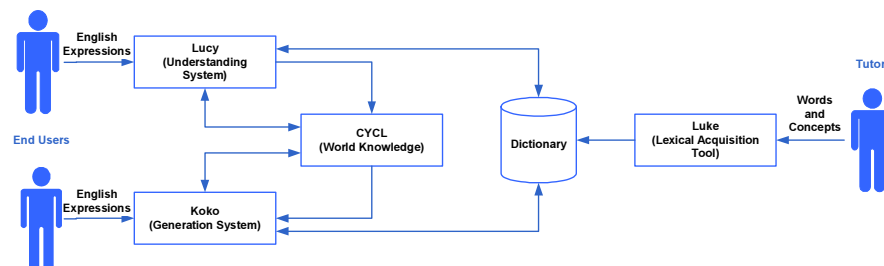 English
Expressions
Lucy
(Understanding
System)
Tutor
Words
and
Concepts
End Users
CYCL
(World Knowledge)
Dictionary
Luke
(Lexical Acquisition
Tool)
English
Expressions
Koko
(Generation System)